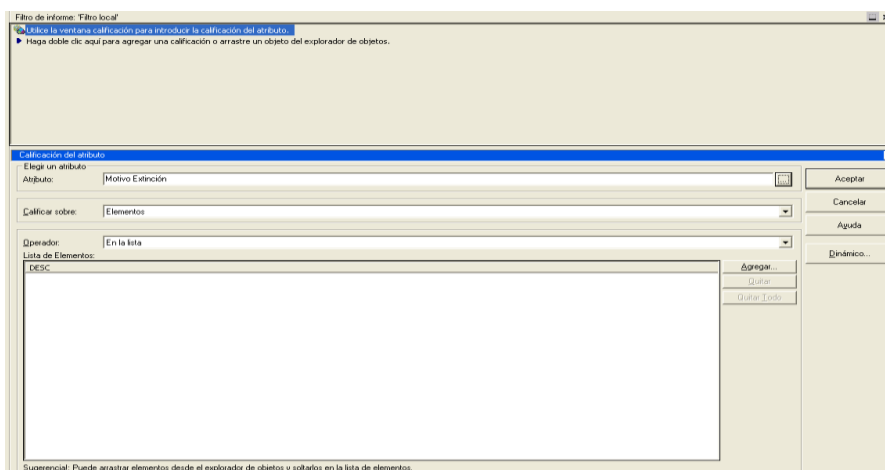 Filtro de informe: 'Filtro local'
Utilice la ventana calificación para introducir la calificación del atributo.
Haga doble clic aquí para agregar una calificación o arrastre un objeto del explorador de objetos.
Calificación del atributo
Elegir un atributo
Atributo: Motivo Extinción ... Aceptar
Calificar sobre: Elementos Cancelar
Ayuda
Operador: En la lista
Lista de Elementos: Dinámico...
DESC Agregar...
Quitar
Quitar Todo
Sugerencial: Puede arrastrar elementos desde el explorador de objetos y soltarlos en la lista de elementos.